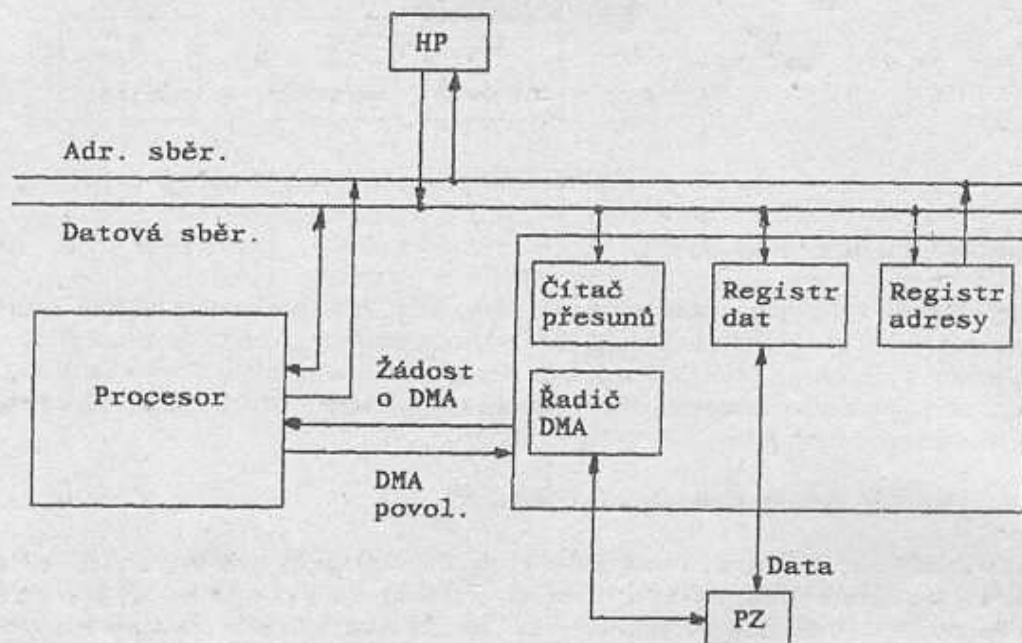 HP
Adr. sběr.
Datová sběr.
Čítač
přesunů
Registr
dat
Registr
adresy
Procesor
Žádost
o DMA
Řadič
DMA
DMA
povol.
Data
PZ